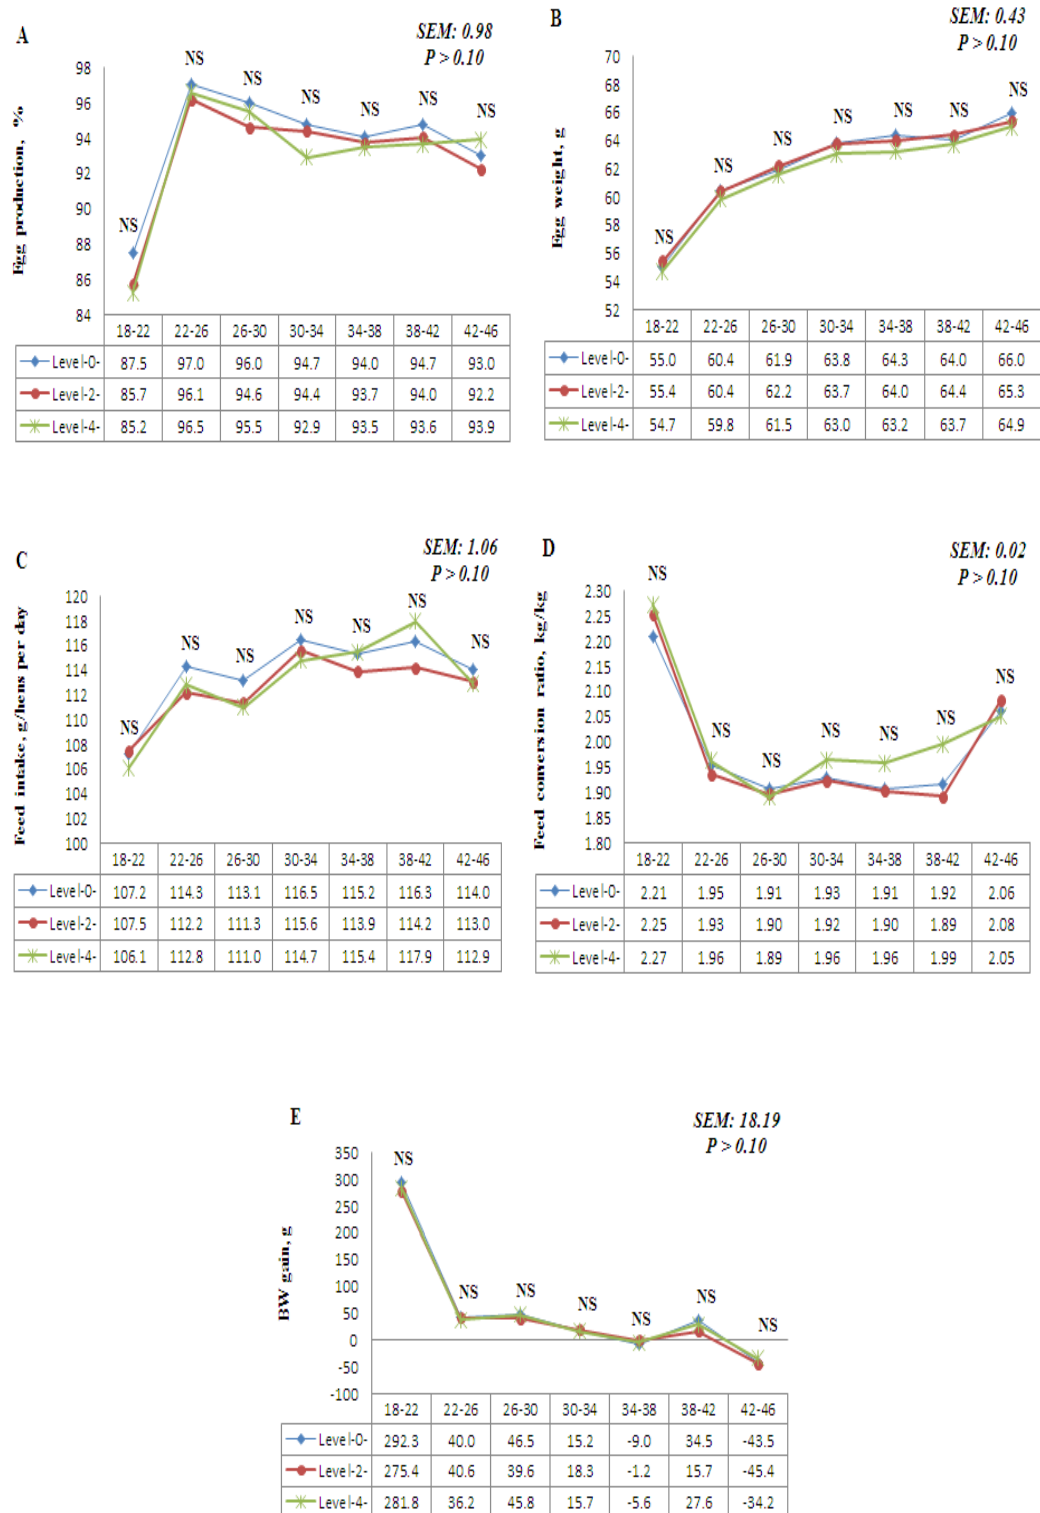 A
SEM: 0.98
P > 0.10
Egg production, %
98
96
94
92
90
88
86
84
NS NS NS NS NS NS NS
18-22 22-26 26-30 30-34 34-38 38-42 42-46
Level-0- 87.5 97.0 96.0 94.7 94.0 94.7 93.0
Level-2- 85.7 96.1 94.6 94.4 93.7 94.0 92.2
Level-4- 85.2 96.5 95.5 92.9 93.5 93.6 93.9
B
SEM: 0.43
P > 0.10
Egg weight, g
70
68
66
64
62
60
58
56
54
52
NS NS NS NS NS NS NS
18-22 22-26 26-30 30-34 34-38 38-42 42-46
Level-0- 55.0 60.4 61.9 63.8 64.3 64.0 66.0
Level-2- 55.4 60.4 62.2 63.7 64.0 64.4 65.3
Level-4- 54.7 59.8 61.5 63.0 63.2 63.7 64.9
C
SEM: 1.06
P > 0.10
Feed intake, g/hens per day
120
118
116
114
112
110
108
106
104
102
100
NS NS NS NS NS NS NS
18-22 22-26 26-30 30-34 34-38 38-42 42-46
Level-0- 107.2 114.3 113.1 116.5 115.2 116.3 114.0
Level-2- 107.5 112.2 111.3 115.6 113.9 114.2 113.0
Level-4- 106.1 112.8 111.0 114.7 115.4 117.9 112.9
D
SEM: 0.02
P > 0.10
Feed conversion ratio, kg/kg
2.30
2.25
2.20
2.15
2.10
2.05
2.00
1.95
1.90
1.85
1.80
NS NS NS NS NS NS NS
18-22 22-26 26-30 30-34 34-38 38-42 42-46
Level-0- 2.21 1.95 1.91 1.93 1.91 1.92 2.06
Level-2- 2.25 1.93 1.90 1.92 1.90 1.89 2.08
Level-4- 2.27 1.96 1.89 1.96 1.96 1.99 2.05
E
SEM: 18.19
P > 0.10
BW gain, g
350
300
250
200
150
100
50
0
-50
-100
NS NS NS NS NS NS NS
18-22 22-26 26-30 30-34 34-38 38-42 42-46
Level-0- 292.3 40.0 46.5 15.2 -9.0 34.5 -43.5
Level-2- 275.4 40.6 39.6 18.3 -1.2 15.7 -45.4
Level-4- 281.8 36.2 45.8 15.7 -5.6 27.6 -34.2